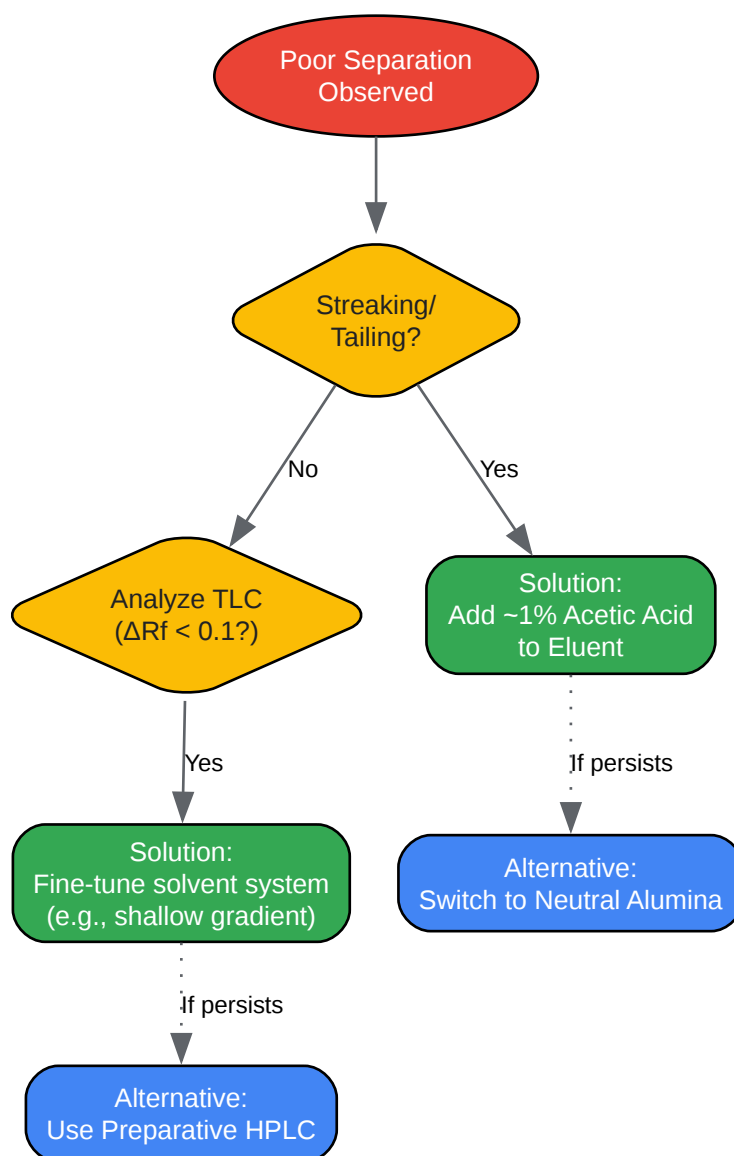 Poor Separation
Observed
Streaking/
Tailing?
No
Yes
Analyze TLC
(ΔRf < 0.1?)
Solution:
Add ~1% Acetic Acid
to Eluent
Yes
If persists
Solution:
Fine-tune solvent system
(e.g., shallow gradient)
Alternative:
Switch to Neutral Alumina
If persists
Alternative:
Use Preparative HPLC